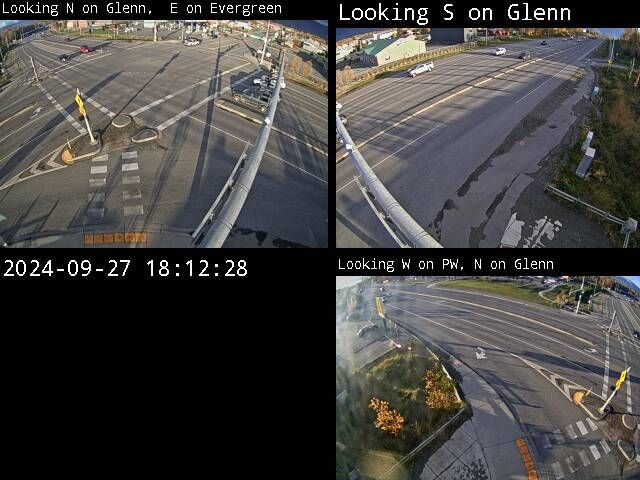 Looking N on Glenn,  E on Evergreen
Looking S on Glenn
2024-09-27 18:12:28
Looking W on PW, N on Glenn